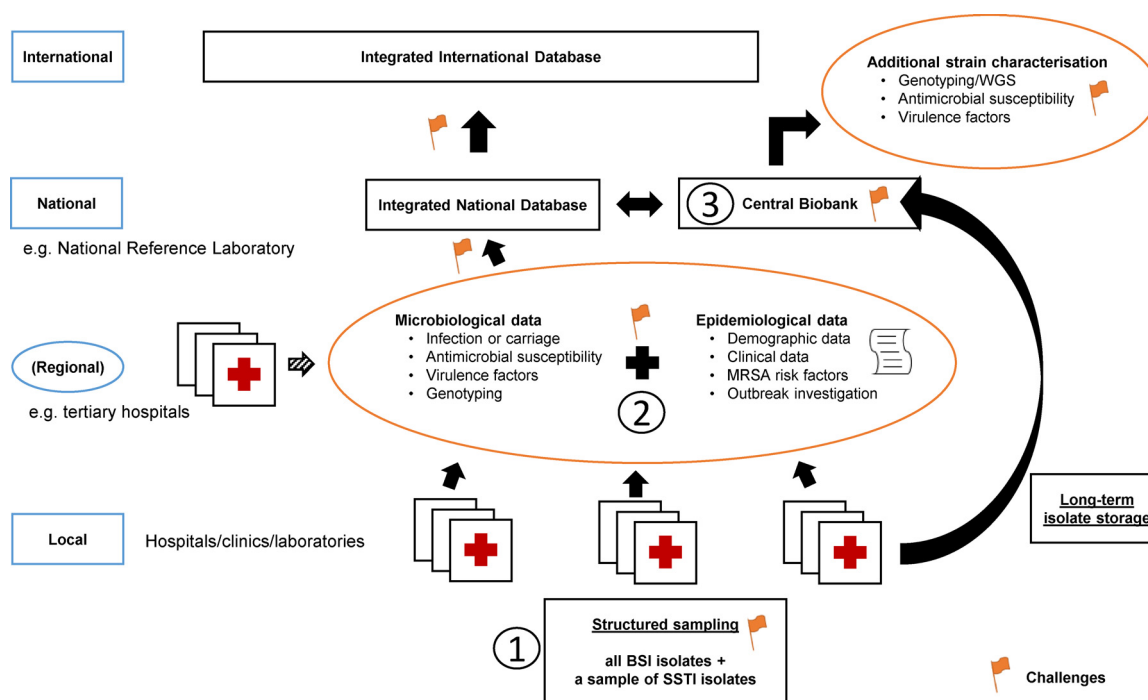 International
Integrated International Database
Additional strain characterisation
• Genotyping/WGS
• Antimicrobial susceptibility
• Virulence factors
National
Integrated National Database
3 Central Biobank
e.g. National Reference Laboratory
Microbiological data
• Infection or carriage
• Antimicrobial susceptibility
• Virulence factors
• Genotyping
Epidemiological data
• Demographic data
• Clinical data
• MRSA risk factors
• Outbreak investigation
2
(Regional)
e.g. tertiary hospitals
Long-term
isolate storage
Local
Hospitals/clinics/laboratories
1
Structured sampling
all BSI isolates +
a sample of SSTI isolates
Challenges